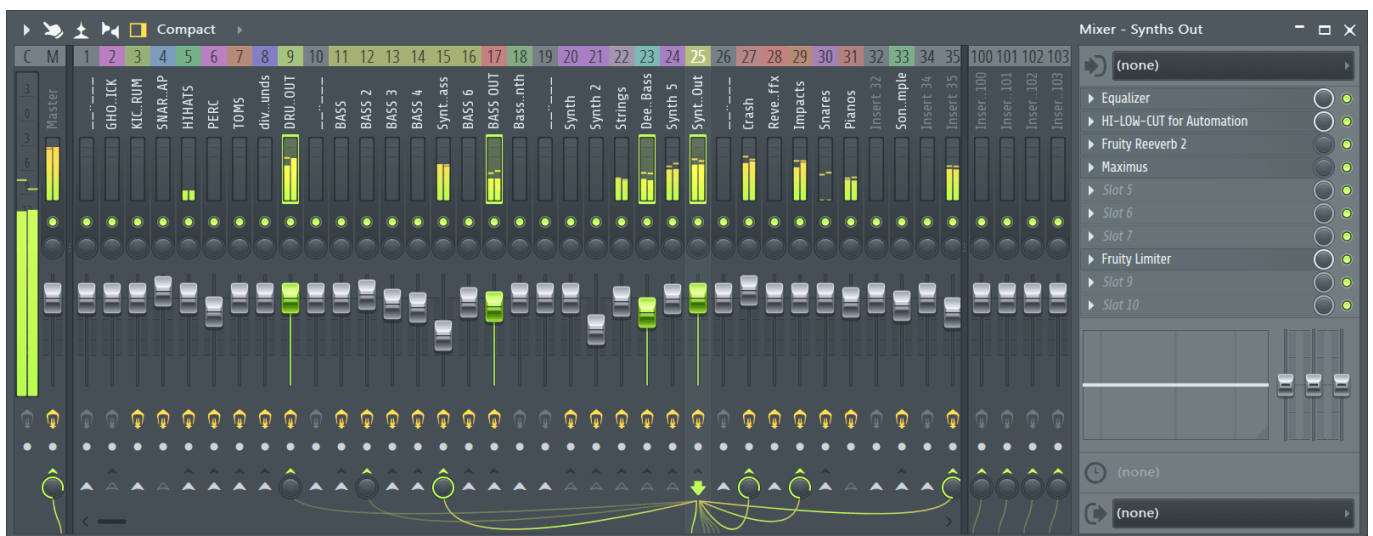 Compact
Mixer - Synths Out
C M 1 2 3 4 5 6 7 8 9 10 11 12 13 14 15 16 17 18 19 20 21 22 23 24 25 26 27 28 29 30 31 32 33 34 35 100 101 102 103
3
0
3
6
Master
GHO..ICK
KIC..RUM
SNAR..AP
HIHATS
PERC
TOMS
div..unds
DRU..OUT
BASS
BASS 2
BASS 3
BASS 4
Synt..ass
BASS 6
BASS OUT
Bass..nth
Synth
Synth 2
Strings
Dee..Bass
Synth 5
Synt..Out
Crash
Reve..ffx
Impacts
Snares
Pianos
Insert 32
Son..mple
Insert 34
Insert 35
Inser..100
Inser..101
Inser..102
Inser..103
(none)
Equalizer
HI-LOW-CUT for Automation
Fruity Reeverb 2
Maximus
Slot 5
Slot 6
Slot 7
Fruity Limiter
Slot 9
Slot 10
(none)
(none)